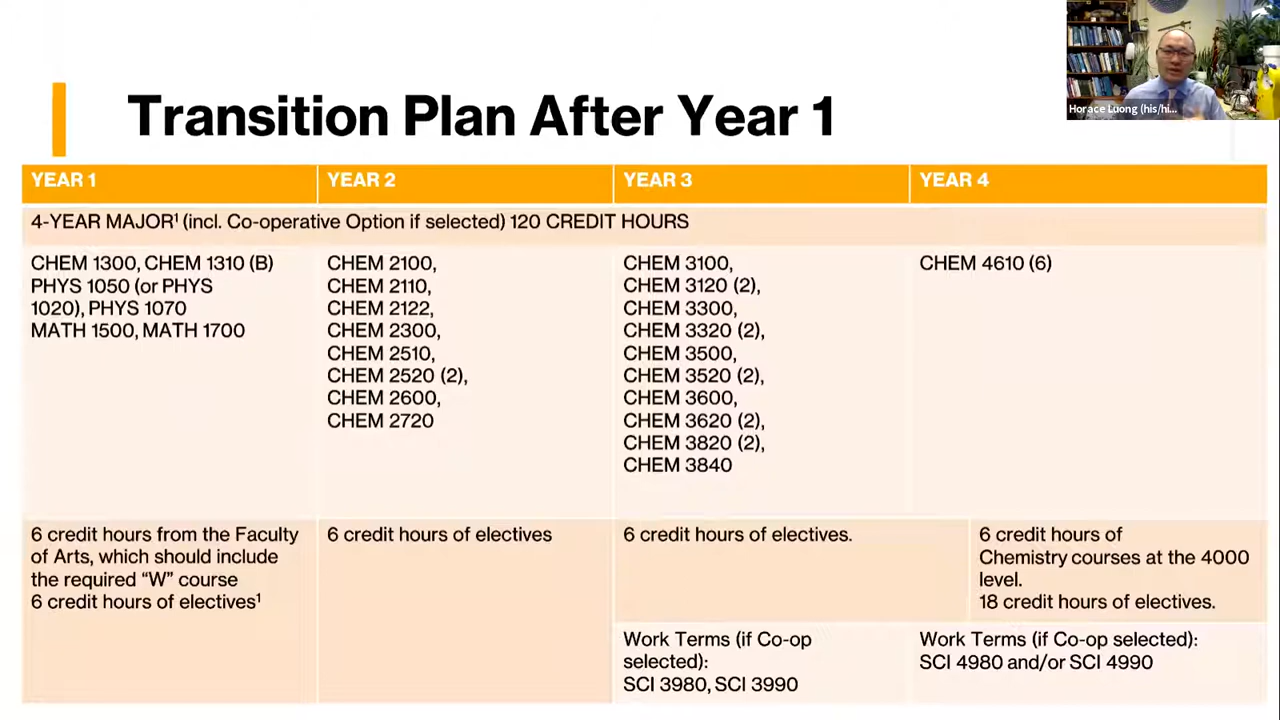 Horace Luong (his/hi...
Transition Plan After Year 1
YEAR 1
YEAR 2
YEAR 3
YEAR 4
4-YEAR MAJOR¹ (incl. Co-operative Option if selected) 120 CREDIT HOURS
CHEM 1300, CHEM 1310 (B)
PHYS 1050 (or PHYS
1020), PHYS 1070
MATH 1500, MATH 1700
CHEM 2100,
CHEM 2110,
CHEM 2122,
CHEM 2300,
CHEM 2510,
CHEM 2520 (2),
CHEM 2600,
CHEM 2720
CHEM 3100,
CHEM 3120 (2),
CHEM 3300,
CHEM 3320 (2),
CHEM 3500,
CHEM 3520 (2),
CHEM 3600,
CHEM 3620 (2),
CHEM 3820 (2),
CHEM 3840
CHEM 4610 (6)
6 credit hours from the Faculty
of Arts, which should include
the required “W” course
6 credit hours of electives¹
6 credit hours of electives
6 credit hours of electives.
6 credit hours of
Chemistry courses at the 4000
level.
18 credit hours of electives.
Work Terms (if Co-op
selected):
SCI 3980, SCI 3990
Work Terms (if Co-op selected):
SCI 4980 and/or SCI 4990